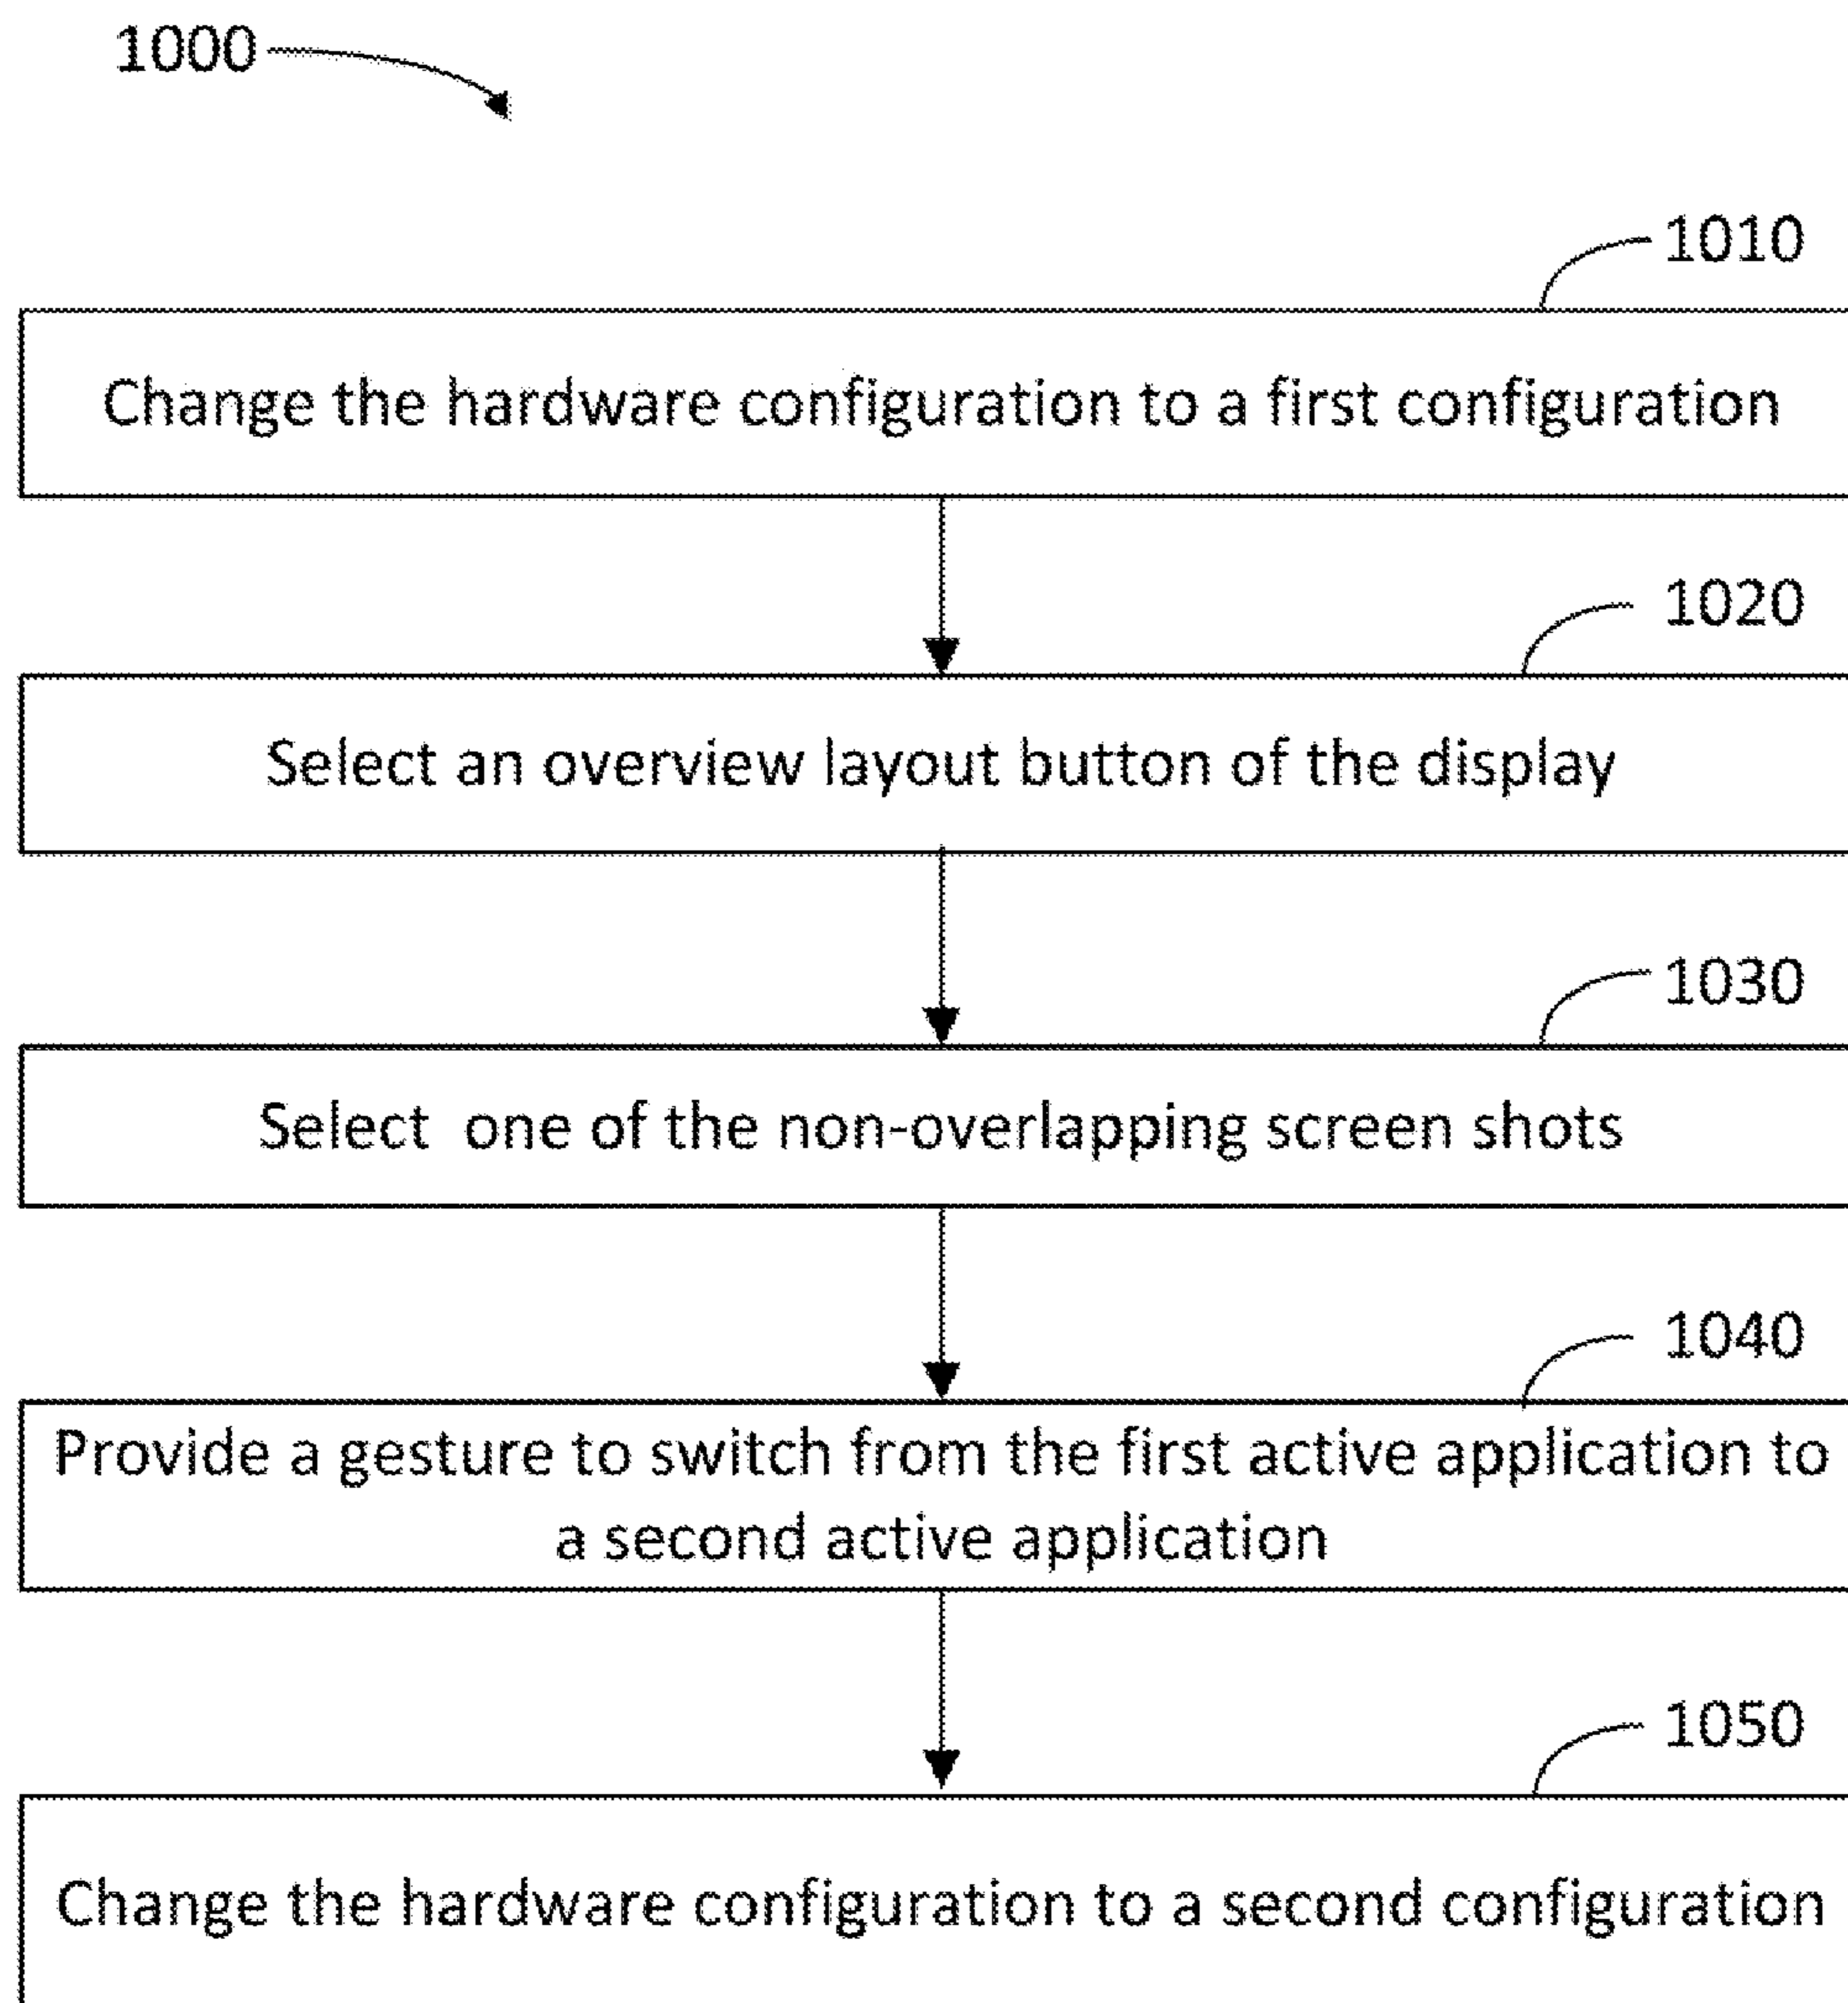 1000
1010
Change the hardware configuration to a first configuration
1020
Select an overview layout button of the display
1030
Select one of the non-overlapping screen shots
1040
Provide a gesture to switch from the first active application to
a second active application
1050
Change the hardware configuration to a second configuration